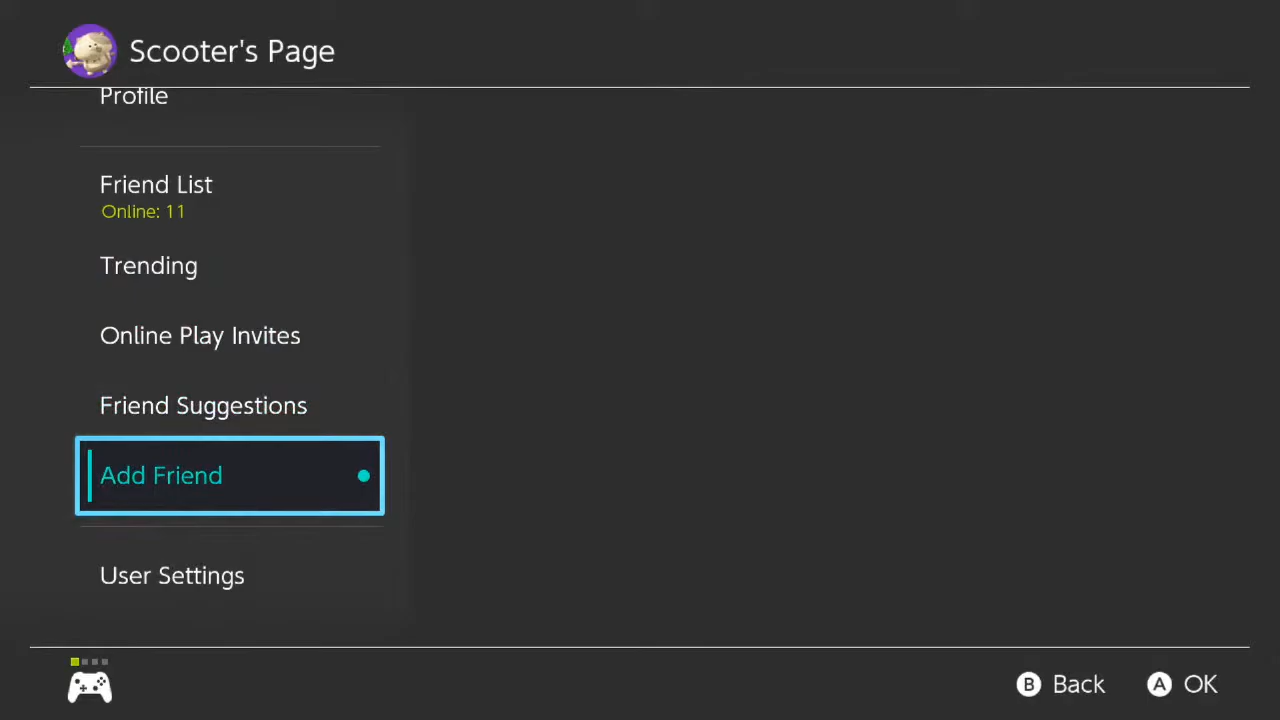 Scooter's Page
Profile
Friend List
Online: 11
Trending
Online Play Invites
Friend Suggestions
Add Friend
User Settings
B Back
A OK